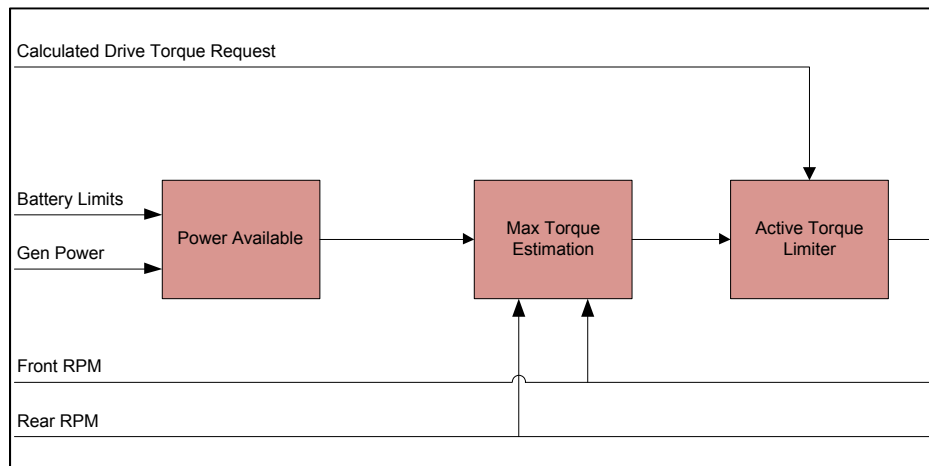 Calculated Drive Torque Request
Battery Limits
Gen Power
Power Available
Max Torque
Estimation
Active Torque
Limiter
Front RPM
Rear RPM